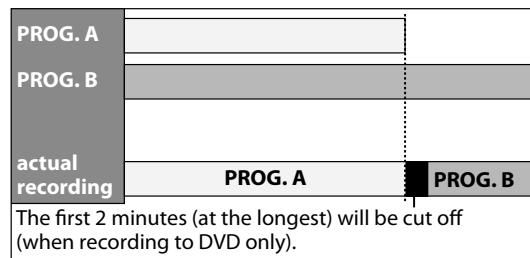 PROG. A
PROG. B
actual
recording
PROG. A
PROG. B
The first 2 minutes (at the longest) will be cut off
(when recording to DVD only).